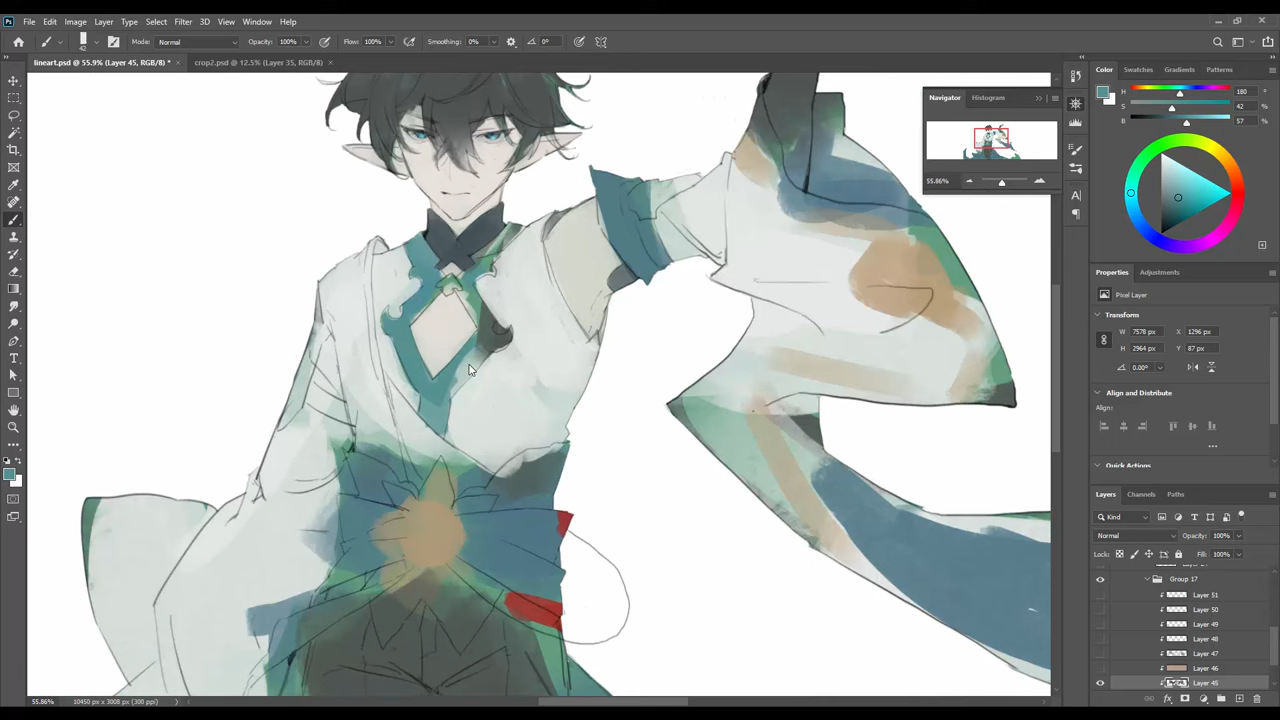 Ps File Edit Image Layer Type Select Filter 3D View Window Help
42 Mode: Normal Opacity: 100% Flow: 100% Smoothing: 0% 0°
lineart.psd @ 55.9% (Layer 45, RGB/8) * × crop2.psd @ 12.5% (Layer 35, RGB/8) ×
Navigator Histogram
55.86%
Color Swatches Gradients Patterns
H 180 °
S 42 %
B 57 %
Properties Adjustments
Pixel Layer
Transform
W 7578 px X 1296 px
H 2964 px Y 87 px
0.00°
Align and Distribute
Align:
Quick Actions
Layers Channels Paths
Kind
Normal Opacity: 100%
Lock: Fill: 100%
Group 17
Layer 51
Layer 50
Layer 49
Layer 48
Layer 47
Layer 46
Layer 45
55.86% 10450 px x 3008 px (300 ppi)